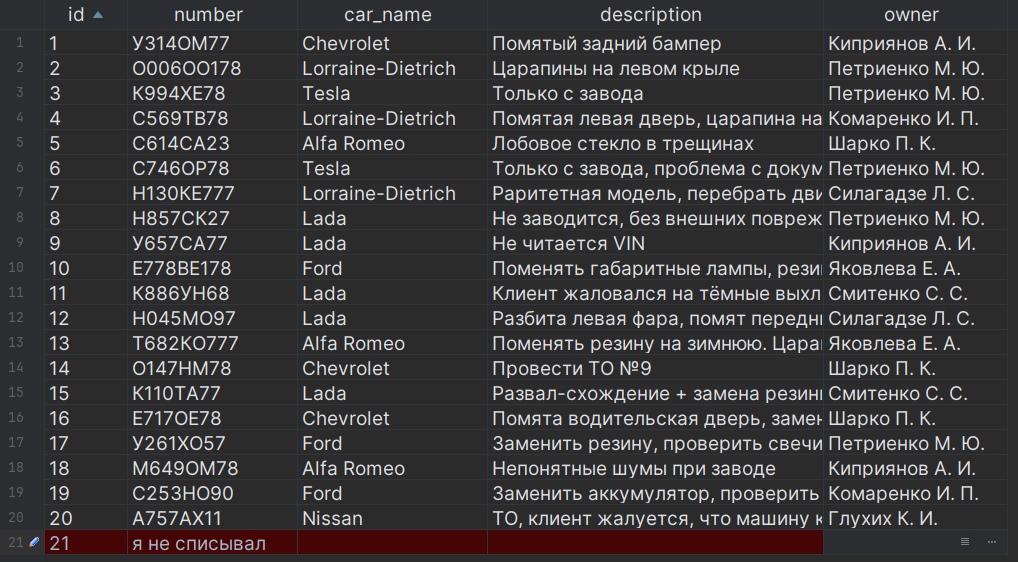 id number car_name description owner
1 1 У314ОМ77 Chevrolet Помятый задний бампер Киприянов А. И.
2 2 О006ОО178 Lorraine-Dietrich Царапины на левом крыле Петриенко М. Ю.
3 3 К994ХЕ78 Tesla Только с завода Петриенко М. Ю.
4 4 С569ТВ78 Lorraine-Dietrich Помятая левая дверь, царапина на Комаренко И. П.
5 5 С614СА23 Alfa Romeo Лобовое стекло в трещинах Шарко П. К.
6 6 С746ОР78 Tesla Только с завода, проблема с докум Петриенко М. Ю.
7 7 Н130КЕ777 Lorraine-Dietrich Раритетная модель, перебрать дви Силагадзе Л. С.
8 8 Н857СК27 Lada Не заводится, без внешних повреж Петриенко М. Ю.
9 9 У657СА77 Lada Не читается VIN Киприянов А. И.
10 10 Е778ВЕ178 Ford Поменять габаритные лампы, рези Яковлева Е. А.
11 11 К886УН68 Lada Клиент жаловался на тёмные выхл Смитенко С. С.
12 12 Н045МО97 Lada Разбита левая фара, помят передн Силагадзе Л. С.
13 13 Т682КО777 Alfa Romeo Поменять резину на зимнюю. Цара Яковлева Е. А.
14 14 О147НМ78 Chevrolet Провести ТО №9 Шарко П. К.
15 15 К110ТА77 Lada Развал-схождение + замена резин Смитенко С. С.
16 16 Е717ОЕ78 Chevrolet Помята водительская дверь, замен Шарко П. К.
17 17 У261ХО57 Ford Заменить резину, проверить свечи Петриенко М. Ю.
18 18 М649ОМ78 Alfa Romeo Непонятные шумы при заводе Киприянов А. И.
19 19 С253НО90 Ford Заменить аккумулятор, проверить Комаренко И. П.
20 20 А757АХ11 Nissan ТО, клиент жалуется, что машину к Глухих К. И.
21 21 я не списывал